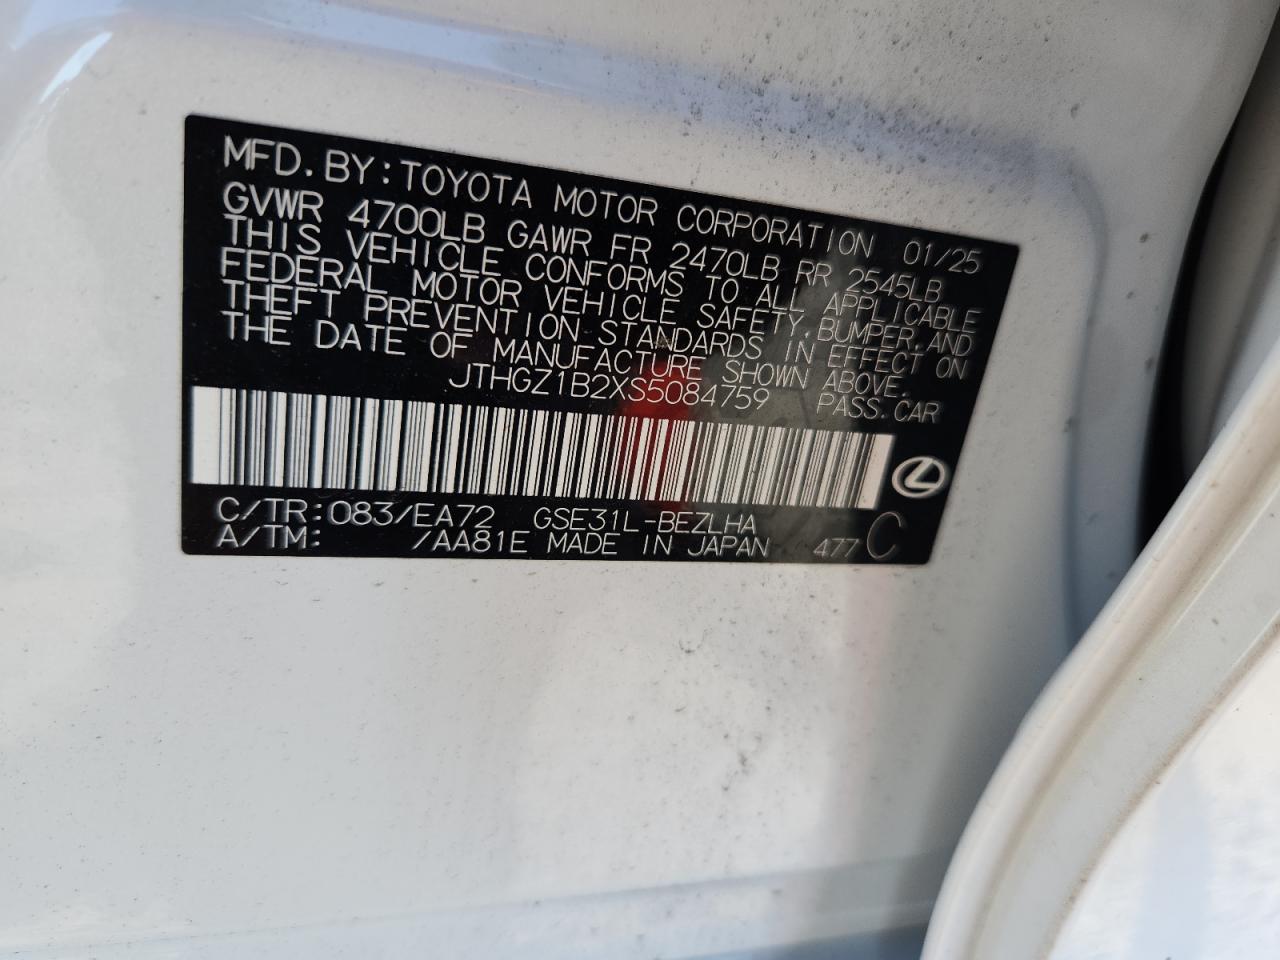 MFD. BY: TOYOTA MOTOR CORPORATION 01/25
GVWR 4700LB GAWR FR 2470LB RR 2545LB
THIS VEHICLE CONFORMS TO ALL APPLICABLE
FEDERAL MOTOR VEHICLE SAFETY, BUMPER, AND
THEFT PREVENTION STANDARDS IN EFFECT ON
THE DATE OF MANUFACTURE SHOWN ABOVE.
JTHGZ1B2XS5084759 PASS. CAR
C/TR: 083/EA72 GSE31L-BEZLHA
A/TM: /AA81E MADE IN JAPAN 477 C